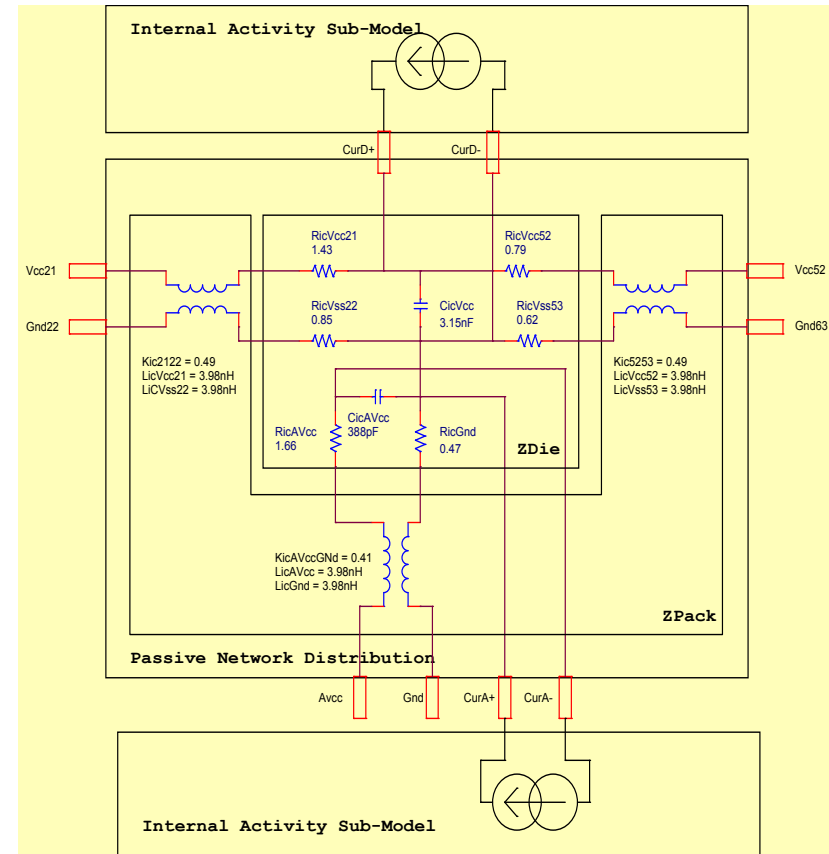 Internal Activity Sub-Model
CurD+
CurD-
RicVcc21
1.43
RicVcc52
0.79
Vcc21
Vcc52
RicVss22
0.85
CicVcc
3.15nF
RicVss53
0.62
Gnd22
Gnd63
Kic2122 = 0.49
LicVcc21 = 3.98nH
LiCVss22 = 3.98nH
Kic5253 = 0.49
LicVcc52 = 3.98nH
LicVss53 = 3.98nH
CicAVcc
388pF
RicAVcc
1.66
RicGnd
0.47
ZDie
KicAVccGNd = 0.41
LicAVcc = 3.98nH
LicGnd = 3.98nH
ZPack
Passive Network Distribution
Avcc
Gnd
CurA+
CurA-
Internal Activity Sub-Model